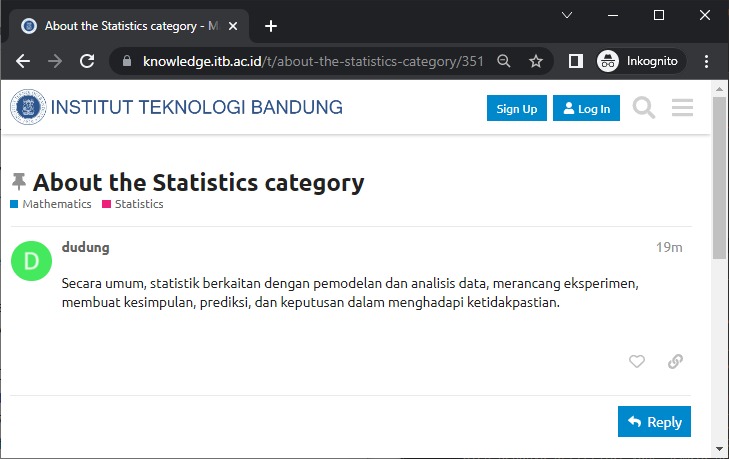 About the Statistics category - M
knowledge.itb.ac.id/t/about-the-statistics-category/351
Inkognito
INSTITUT TEKNOLOGI BANDUNG
Sign Up
Log In
About the Statistics category
Mathematics Statistics
D
dudung
19m
Secara umum, statistik berkaitan dengan pemodelan dan analisis data, merancang eksperimen,
membuat kesimpulan, prediksi, dan keputusan dalam menghadapi ketidakpastian.
Reply